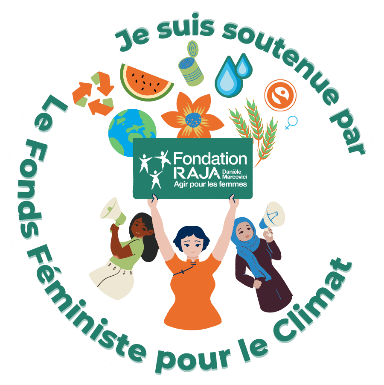 Je suis soutenue par
Le Fonds Féministe pour le Climat
Fondation
RAJA Danièle
Marcovici
Agir pour les femmes